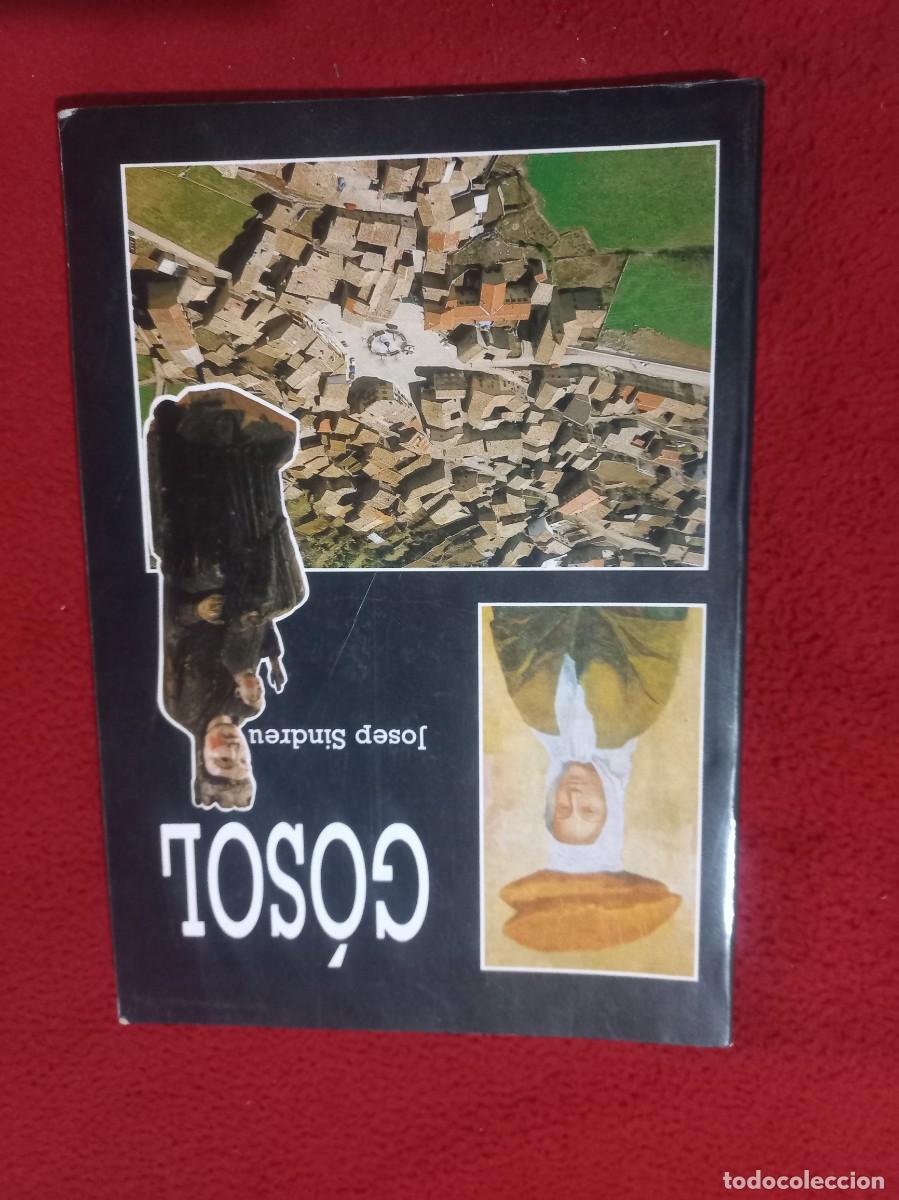 GÓSOL
Josep Sindreu
todocoleccion